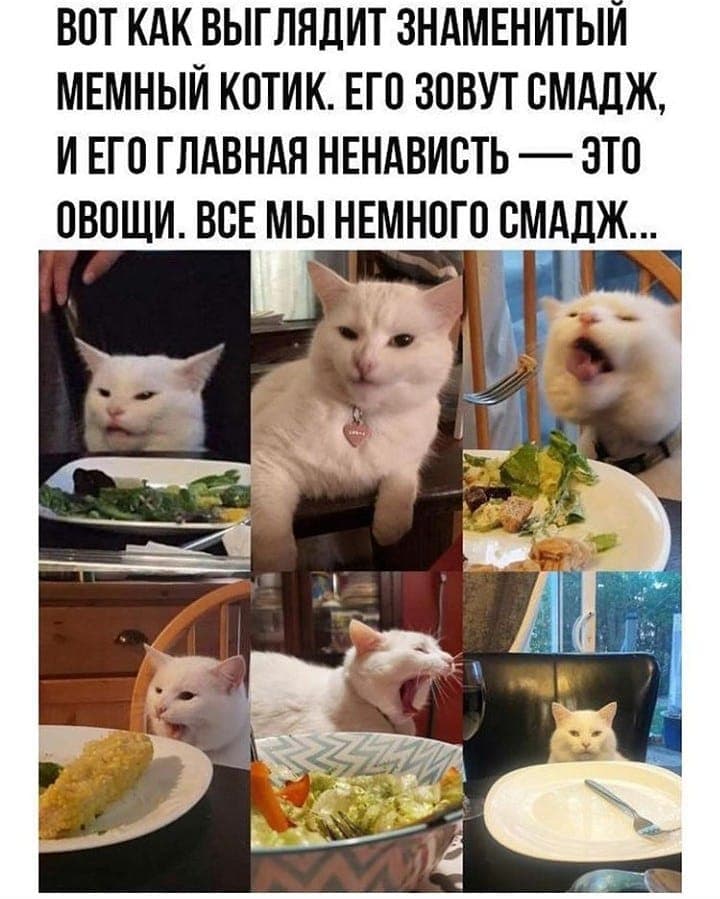 ВОТ КАК ВЫГЛЯДИТ ЗНАМЕНИТЫЙ
МЕМНЫЙ КОТИК. ЕГО ЗОВУТ СМАДЖ,
И ЕГО ГЛАВНАЯ НЕНАВИСТЬ — ЭТО
ОВОЩИ. ВСЕ МЫ НЕМНОГО СМАДЖ...